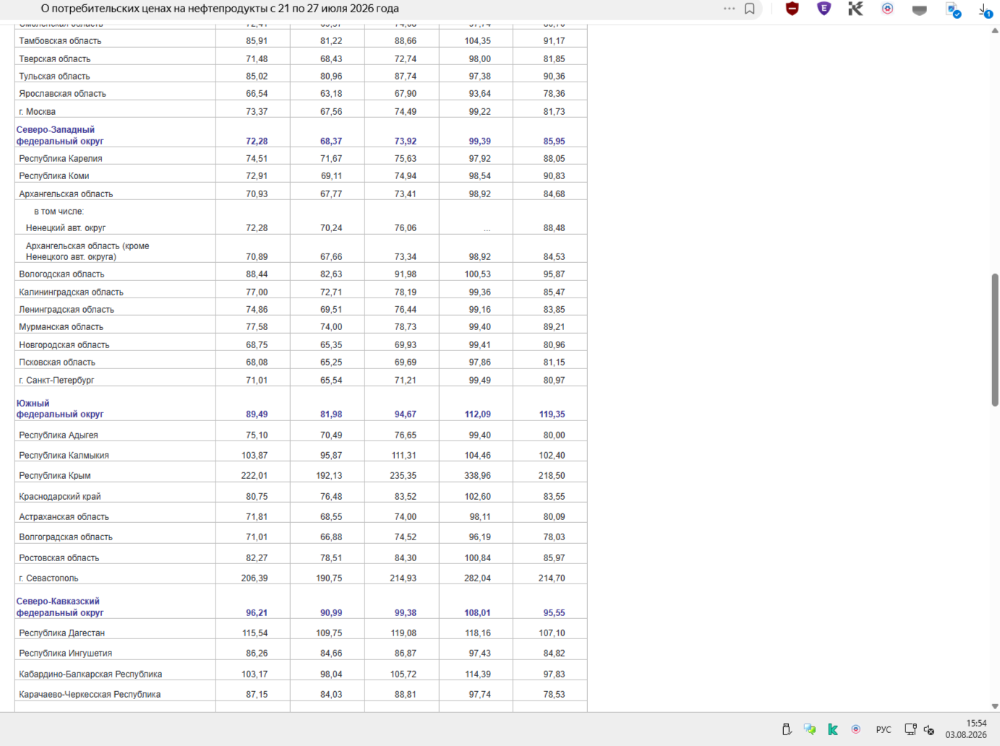 О потребительских ценах на нефтепродукты с 21 по 27 июля 2026 года
Тамбовская область 85,91 81,22 88,66 104,35 91,17
Тверская область 71,48 68,43 72,74 98,00 81,85
Тульская область 85,02 80,96 87,74 97,38 90,36
Ярославская область 66,54 63,18 67,90 93,64 78,36
г. Москва 73,37 67,56 74,49 99,22 81,73
Северо-Западный
федеральный округ 72,28 68,37 73,92 99,39 85,95
Республика Карелия 74,51 71,67 75,63 97,92 88,05
Республика Коми 72,91 69,11 74,94 98,54 90,83
Архангельская область 70,93 67,77 73,41 98,92 84,68
в том числе:
Ненецкий авт. округ 72,28 70,24 76,06 ... 88,48
Архангельская область (кроме
Ненецкого авт. округа) 70,89 67,66 73,34 98,92 84,53
Вологодская область 88,44 82,63 91,98 100,53 95,87
Калининградская область 77,00 72,71 78,19 99,36 85,47
Ленинградская область 74,86 69,51 76,44 99,16 83,85
Мурманская область 77,58 74,00 78,73 99,40 89,21
Новгородская область 68,75 65,35 69,93 99,41 80,96
Псковская область 68,08 65,25 69,69 97,86 81,15
г. Санкт-Петербург 71,01 65,54 71,21 99,49 80,97
Южный
федеральный округ 89,49 81,98 94,67 112,09 119,35
Республика Адыгея 75,10 70,49 76,65 99,40 80,00
Республика Калмыкия 103,87 95,87 111,31 104,46 102,40
Республика Крым 222,01 192,13 235,35 338,96 218,50
Краснодарский край 80,75 76,48 83,52 102,60 83,55
Астраханская область 71,81 68,55 74,00 98,11 80,09
Волгоградская область 71,01 66,88 74,52 96,19 78,03
Ростовская область 82,27 78,51 84,30 100,84 85,97
г. Севастополь 206,39 190,75 214,93 282,04 214,70
Северо-Кавказский
федеральный округ 96,21 90,99 99,38 108,01 95,55
Республика Дагестан 115,54 109,75 119,08 118,16 107,10
Республика Ингушетия 86,26 84,66 86,87 97,43 84,82
Кабардино-Балкарская Республика 103,17 98,04 105,72 114,39 97,83
Карачаево-Черкесская Республика 87,15 84,03 88,81 97,74 78,53
РУС
15:54
03.08.2026